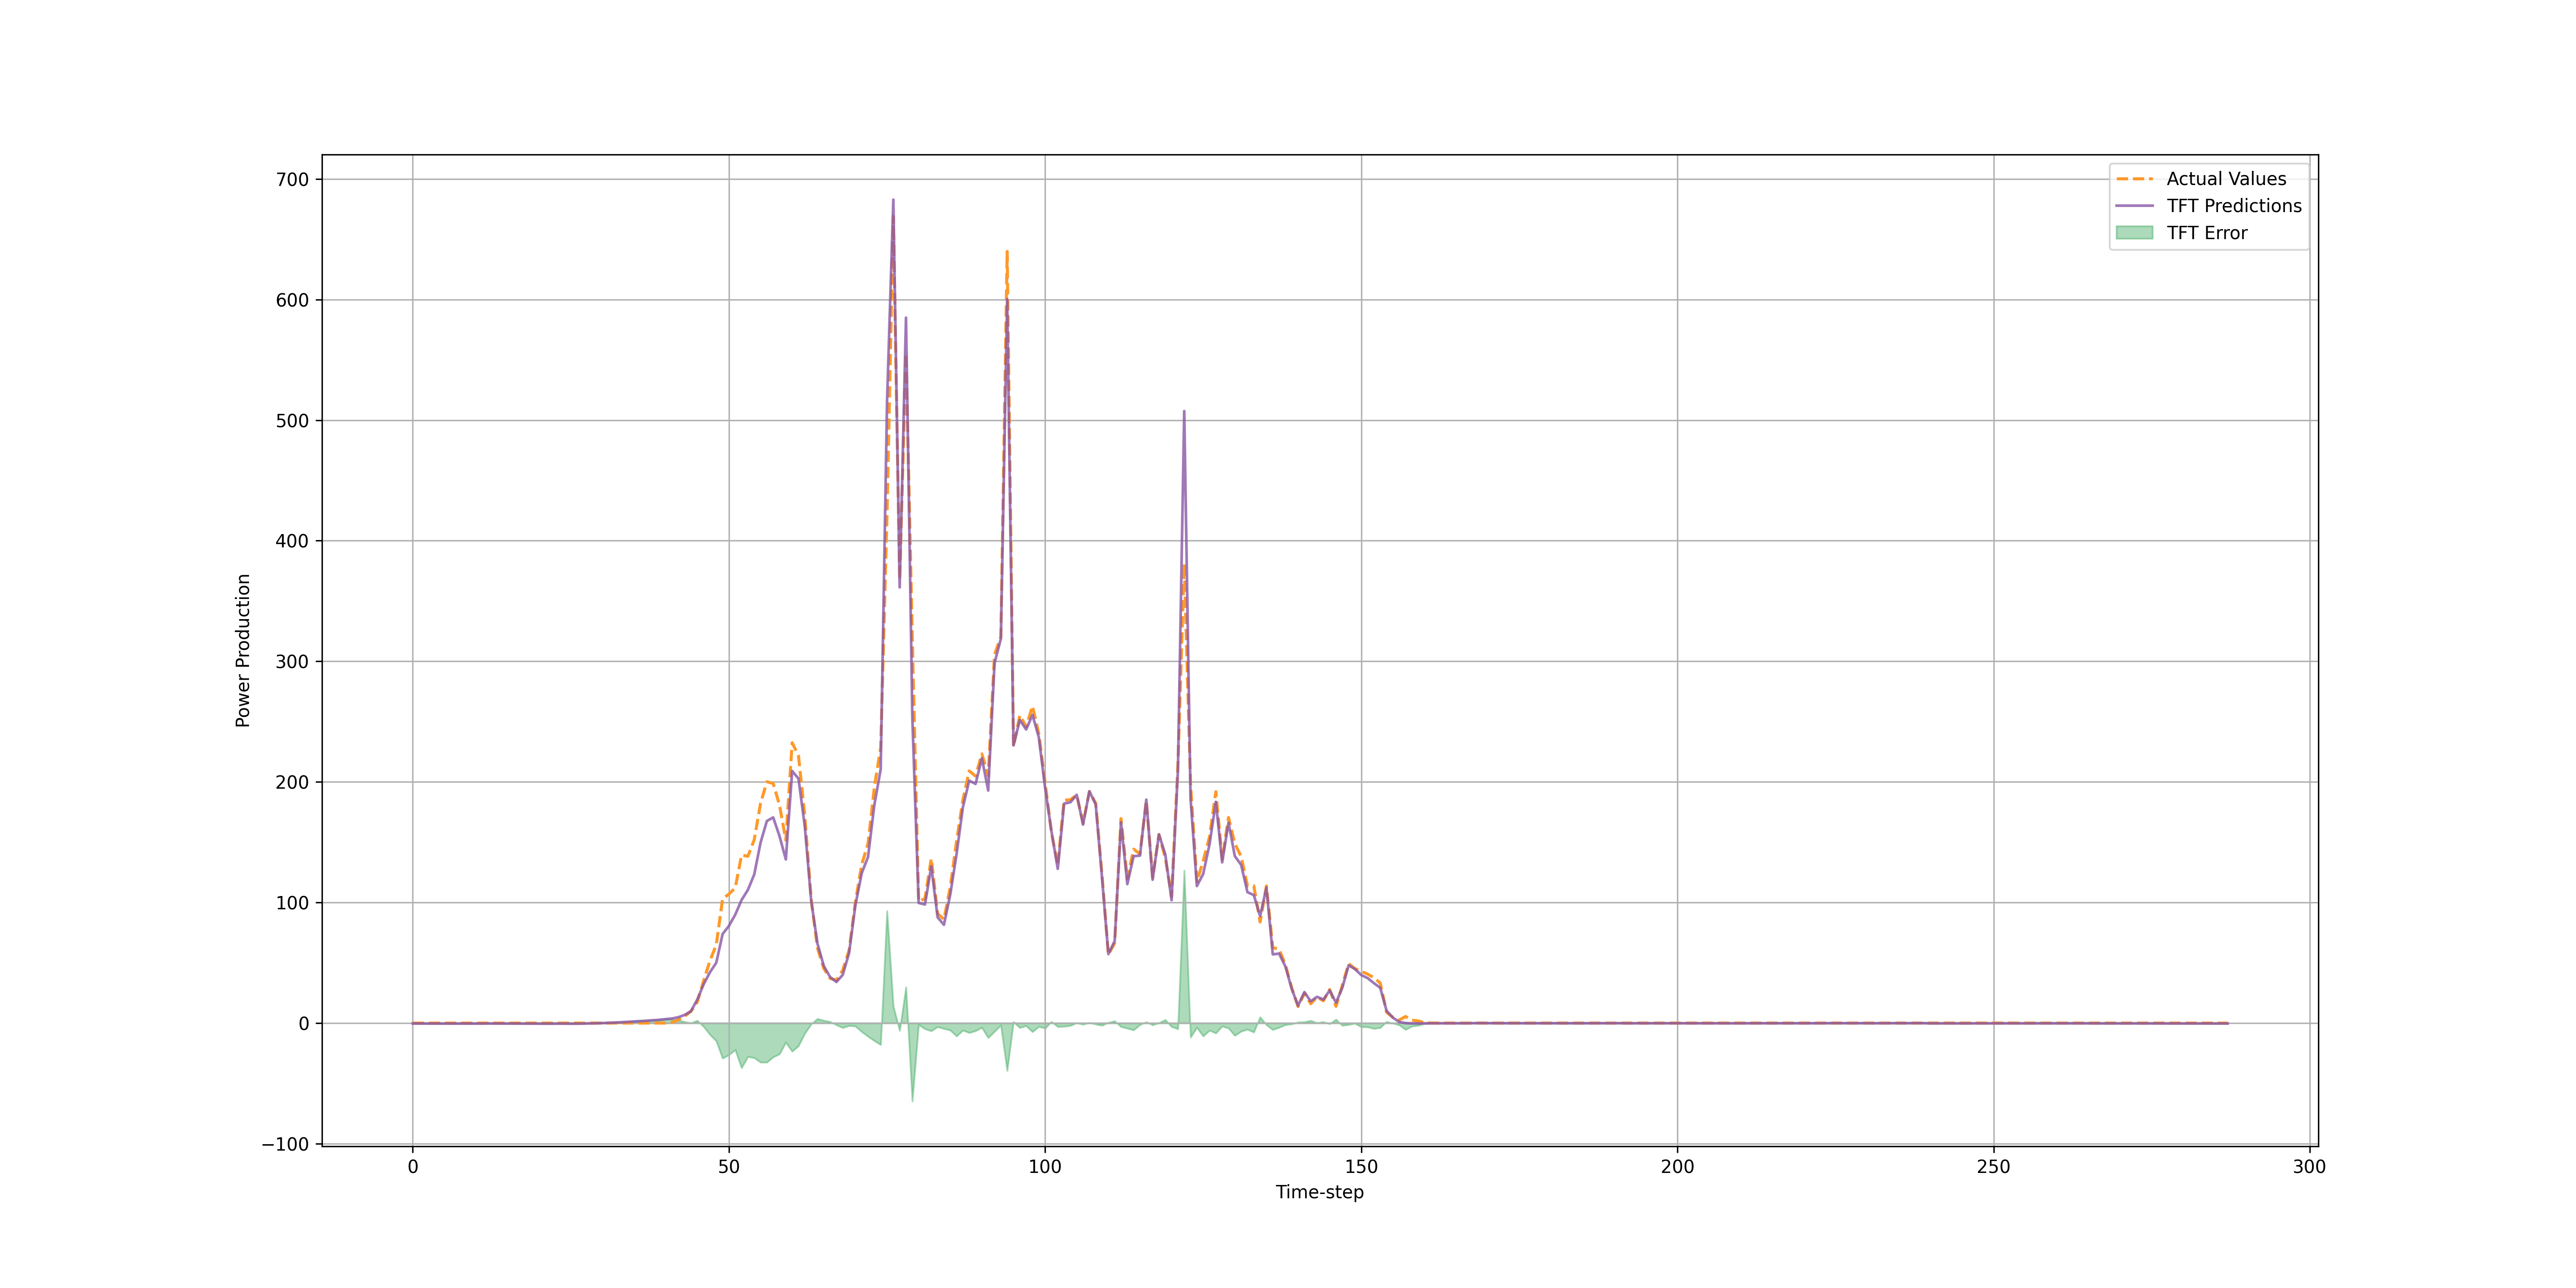 700
600
500
400
300
200
100
0
−100
0 50 100 150 200 250 300
Power Production
Time-step
Actual Values
TFT Predictions
TFT Error